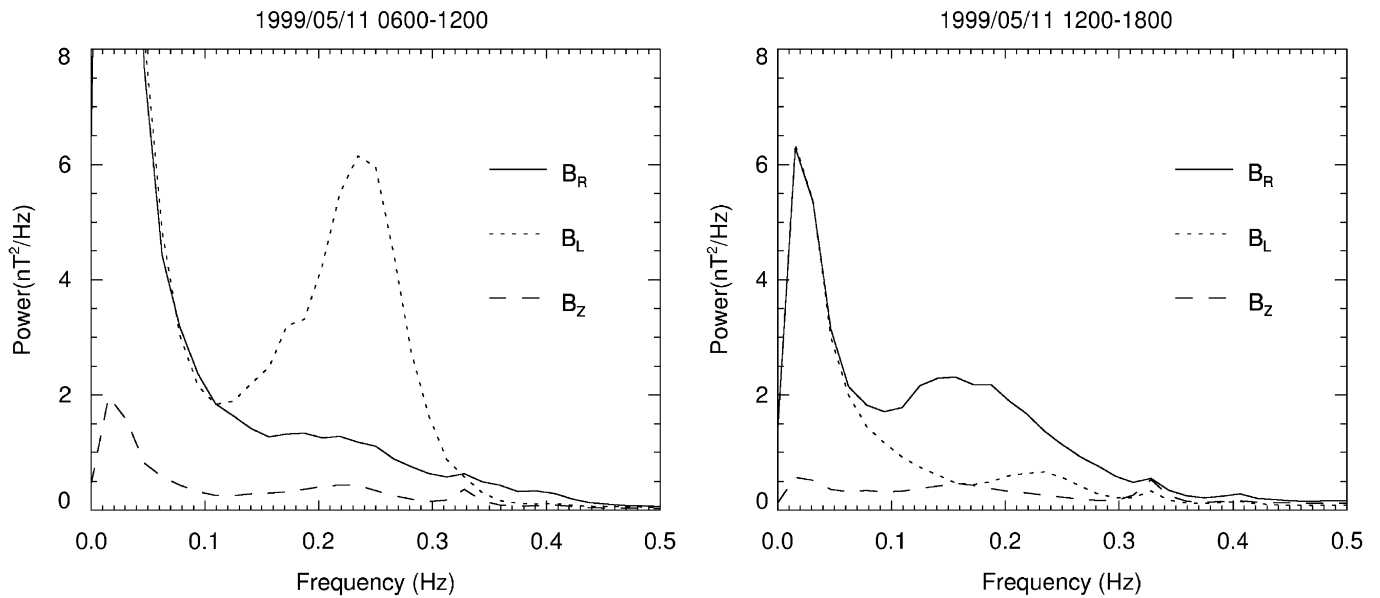 1999/05/11 0600-1200
8
6
4
2
0
Power(nT²/Hz)
B_R
B_L
B_Z
0.0 0.1 0.2 0.3 0.4 0.5
Frequency (Hz)
1999/05/11 1200-1800
8
6
4
2
0
Power(nT²/Hz)
B_R
B_L
B_Z
0.0 0.1 0.2 0.3 0.4 0.5
Frequency (Hz)